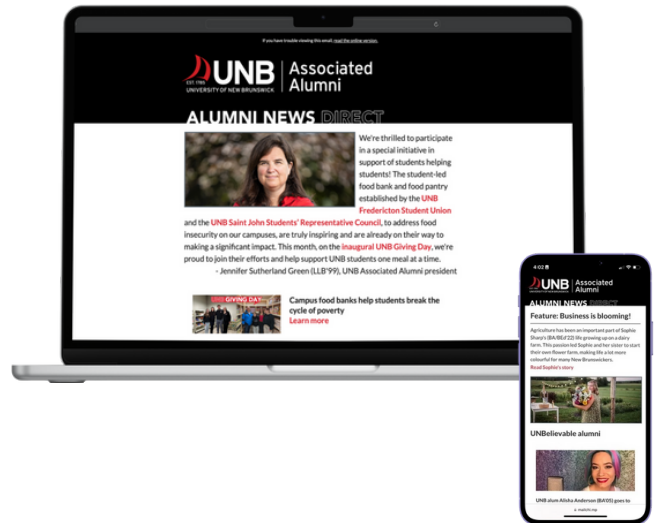 If you have trouble viewing this email, read the online version.
UNB
EST. 1785
UNIVERSITY OF NEW BRUNSWICK
Associated
Alumni
ALUMNI NEWS DIRECT
We're thrilled to participate
in a special initiative in
support of students helping
students! The student-led
food bank and food pantry
established by the UNB
Fredericton Student Union
and the UNB Saint John Students' Representative Council, to address food
insecurity on our campuses, are truly inspiring and are already on their way to
making a significant impact. This month, on the inaugural UNB Giving Day, we're
proud to join their efforts and help support UNB students one meal at a time.
- Jennifer Sutherland Green (LLB'99), UNB Associated Alumni president
UNB GIVING DAY
Campus food banks help students break the
cycle of poverty
Learn more
4:02
UNB
UNIVERSITY OF NEW BRUNSWICK
Associated
Alumni
ALUMNI NEWS DIRECT
Feature: Business is blooming!
Agriculture has been an important part of Sophie
Sharp's (BA/BEd'22) life growing up on a dairy
farm. This passion led Sophie and her sister to start
their own flower farm, making life a lot more
colourful for many New Brunswickers.
Read Sophie's story
UNBelievable alumni
UNB alum Alisha Anderson (BA'05) goes to